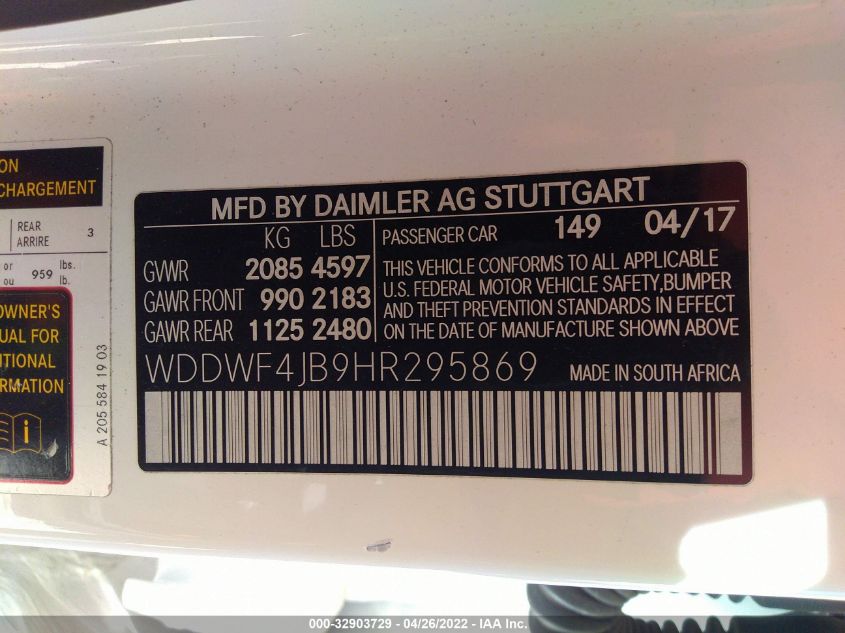 ON
CHARGEMENT
REAR
ARRIRE 3
or
ou 959 lbs.
lb.
OWNER'S
UAL FOR
ITIONAL
RMATION
i
A 205 584 19 03
MFD BY DAIMLER AG STUTTGART
KG LBS
GVWR 2085 4597
GAWR FRONT 990 2183
GAWR REAR 1125 2480
PASSENGER CAR 149 04/17
THIS VEHICLE CONFORMS TO ALL APPLICABLE
U.S. FEDERAL MOTOR VEHICLE SAFETY,BUMPER
AND THEFT PREVENTION STANDARDS IN EFFECT
ON THE DATE OF MANUFACTURE SHOWN ABOVE
WDDWF4JB9HR295869 MADE IN SOUTH AFRICA
000-32903729 - 04/26/2022 - IAA Inc.